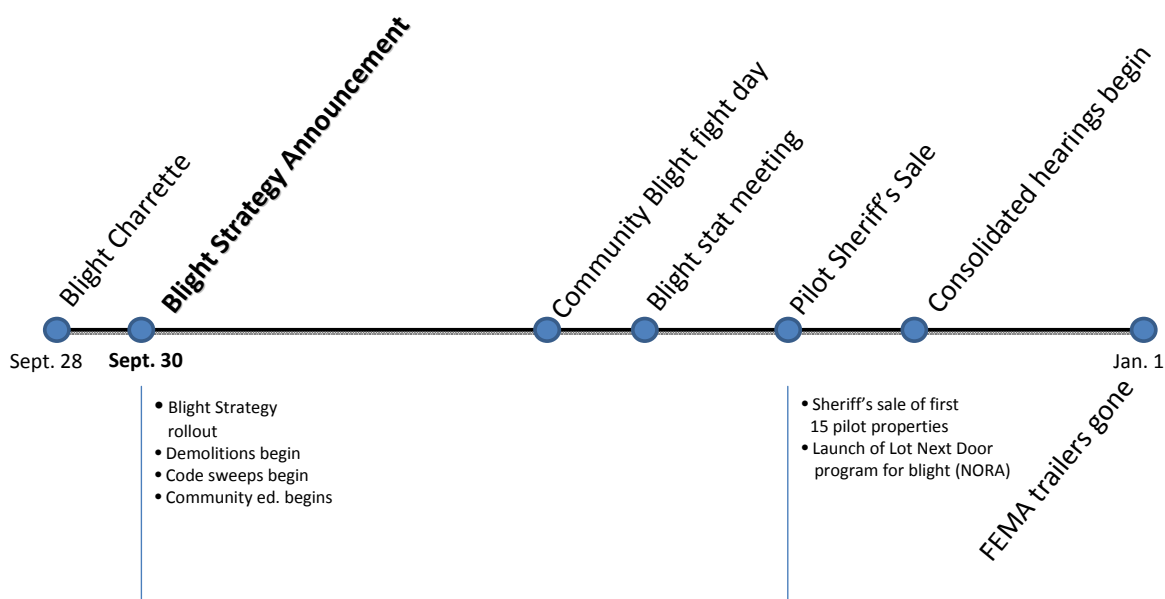 Blight Charrette
Blight Strategy Announcement
Community Blight fight day
Blight stat meeting
Pilot Sheriff’s Sale
Consolidated hearings begin
Sept. 28
Sept. 30
Jan. 1
• Blight Strategy
rollout
• Demolitions begin
• Code sweeps begin
• Community ed. begins
• Sheriff’s sale of first
15 pilot properties
• Launch of Lot Next Door
program for blight (NORA)
FEMA trailers gone